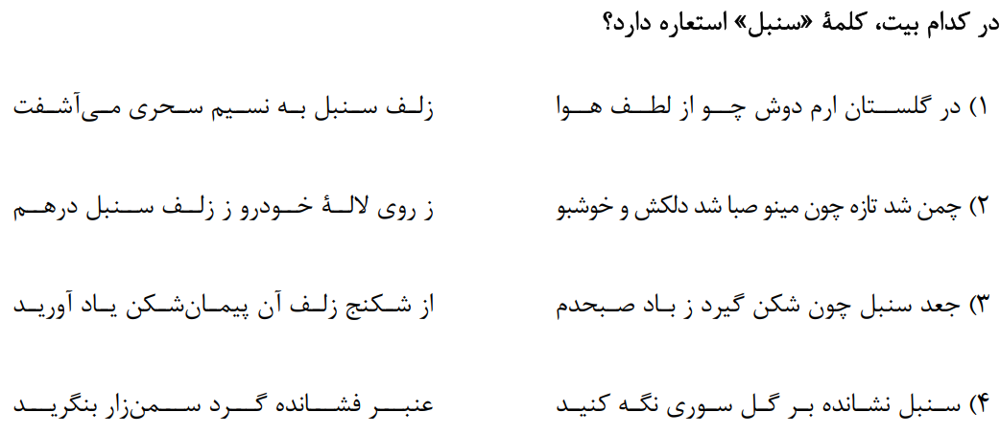 در کدام بیت، کلمهٔ «سنبل» استعاره دارد؟
۱) در گلستان ارم دوش چو از لطف هوا زلف سنبل به نسیم سحری می‌آشفت
۲) چمن شد تازه چون مینو صبا شد دلکش و خوشبو ز روی لالهٔ خودرو ز زلف سنبل درهم
۳) جعد سنبل چون شکن گیرد ز باد صبحدم از شکنج زلف آن پیمان‌شکن یاد آورید
۴) سنبل نشانده بر گل سوری نگه کنید عنبر فشانده گرد سمن‌زار بنگرید